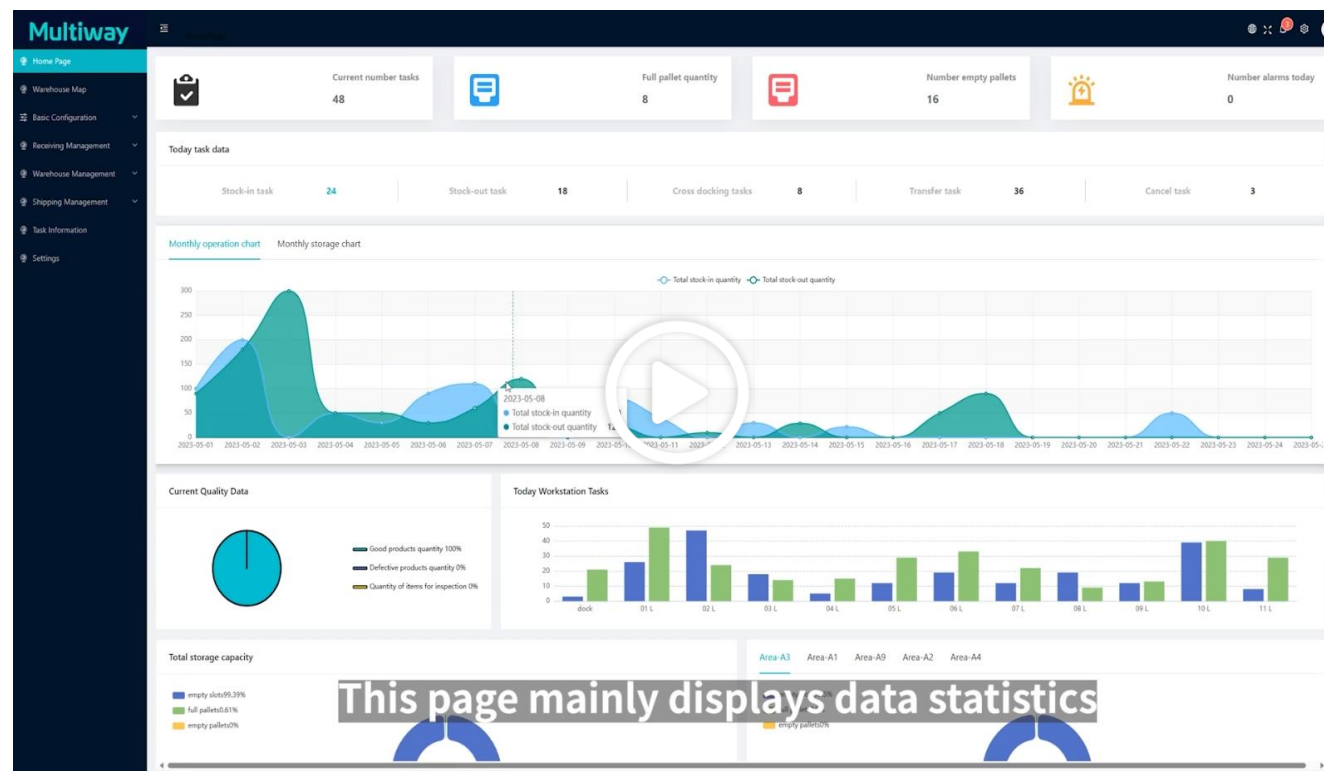 Multiway
3
Home Page
Warehouse Map
Basic Configuration
Receiving Management
Warehouse Management
Shipping Management
Task Information
Settings
Current number tasks
48
Full pallet quantity
8
Number empty pallets
16
Number alarms today
0
Today task data
Stock-in task 24
Stock-out task 18
Cross docking tasks 8
Transfer task 36
Cancel task 3
Monthly operation chart Monthly storage chart
Total stock-in quantity Total stock-out quantity
300
250
200
150
100
50
0
2023-05-08
Total stock-in quantity
Total stock-out quantity
2023-05-01 2023-05-02 2023-05-03 2023-05-04 2023-05-05 2023-05-06 2023-05-07 2023-05-08 2023-05-09 2023-05-13 2023-05-14 2023-05-15 2023-05-16 2023-05-17 2023-05-18 2023-05-19 2023-05-20 2023-05-21 2023-05-22 2023-05-23 2023-05-24
Current Quality Data
Good products quantity 100%
Defective products quantity 0%
Quantity of items for inspection 0%
Today Workstation Tasks
50
40
30
20
10
0
dock 01 L 02 L 03 L 04 L 05 L 06 L 07 L 08 L 09 L 10 L 11 L
Total storage capacity
empty slots99.39%
full pallets0.61%
empty pallets0%
Area-A3 Area-A1 Area-A9 Area-A2 Area-A4
empty pallets0%
This page mainly displays data statistics